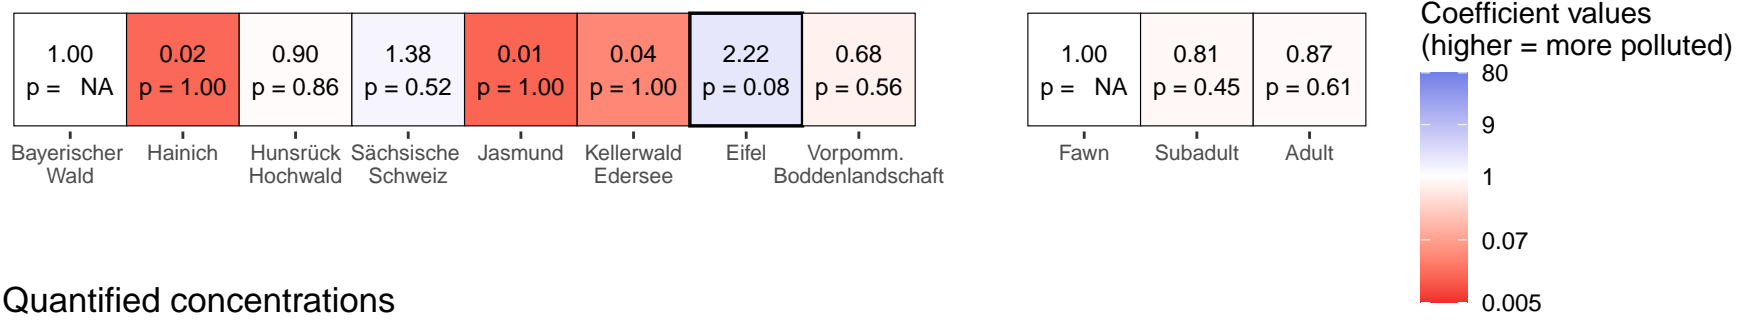 Coefficient values
(higher = more polluted)
1.00 0.02 0.90 1.38 0.01 0.04 2.22 0.68 1.00 0.81 0.87
p = NA p = 1.00 p = 0.86 p = 0.52 p = 1.00 p = 1.00 p = 0.08 p = 0.56 p = NA p = 0.45 p = 0.61
Bayerischer Hainich Hunsrück Sächsische Jasmund Kellerwald Eifel Vorpomm. Fawn Subadult Adult
Wald Hochwald Schweiz Edersee Boddenlandschaft
80
9
1
0.07
0.005
Quantified concentrations